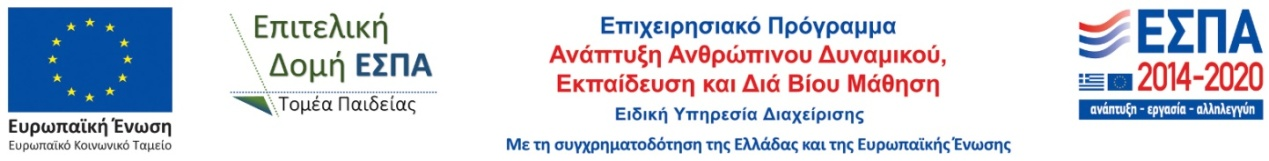 Ευρωπαϊκή Ένωση
Ευρωπαϊκό Κοινωνικό Ταμείο
Επιτελική
Δομή ΕΣΠΑ
Τομέα Παιδείας
Επιχειρησιακό Πρόγραμμα
Ανάπτυξη Ανθρώπινου Δυναμικού,
Εκπαίδευση και Διά Βίου Μάθηση
Ειδική Υπηρεσία Διαχείρισης
Με τη συγχρηματοδότηση της Ελλάδας και της Ευρωπαϊκής Ένωσης
ΕΣΠΑ
2014-2020
ανάπτυξη - εργασία - αλληλεγγύη